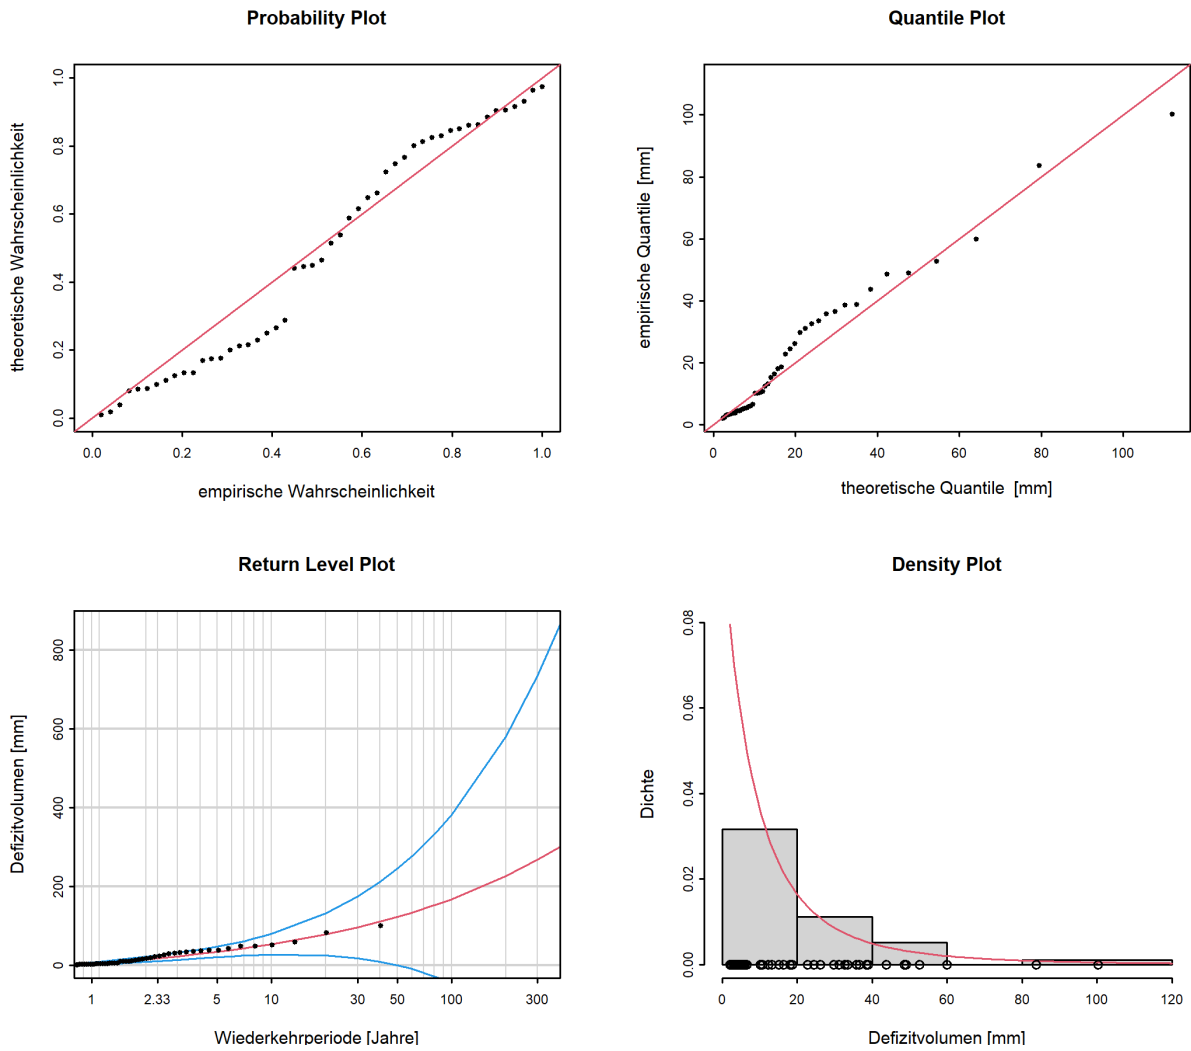 Probability Plot
theoretische Wahrscheinlichkeit
0.0 0.2 0.4 0.6 0.8 1.0
0.0 0.2 0.4 0.6 0.8 1.0
empirische Wahrscheinlichkeit
Quantile Plot
empirische Quantile [mm]
0 20 40 60 80 100
0 20 40 60 80 100
theoretische Quantile [mm]
Return Level Plot
Defizitvolumen [mm]
0 200 400 600 800
1 2.33 5 10 30 50 100 300
Wiederkehrperiode [Jahre]
Density Plot
Dichte
0.00 0.02 0.04 0.06 0.08
0 20 40 60 80 100 120
Defizitvolumen [mm]